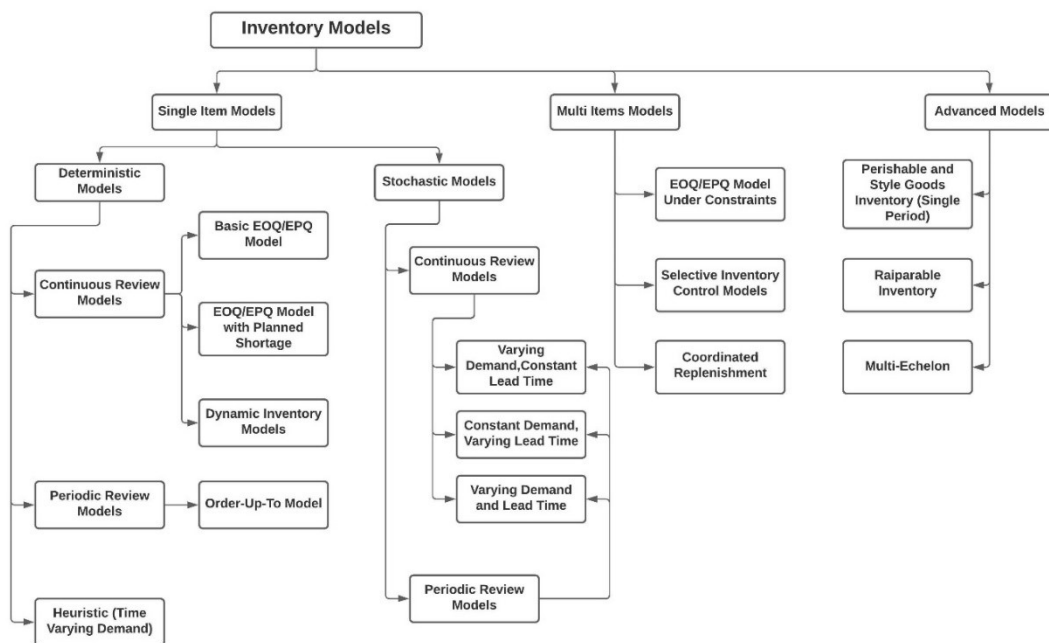 Inventory Models
Single Item Models
Multi Items Models
Advanced Models
Deterministic
Models
Stochastic Models
EOQ/EPQ Model
Under Constraints
Perishable and
Style Goods
Inventory (Single
Period)
Basic EOQ/EPQ
Model
Continuous Review
Models
Continuous Review
Models
Selective Inventory
Control Models
Raiparable
Inventory
EOQ/EPQ Model
with Planned
Shortage
Varying
Demand,Constant
Lead Time
Coordinated
Replenishment
Multi-Echelon
Dynamic Inventory
Models
Constant Demand,
Varying Lead Time
Periodic Review
Models
Order-Up-To Model
Varying Demand
and Lead Time
Heuristic (Time
Varying Demand)
Periodic Review
Models